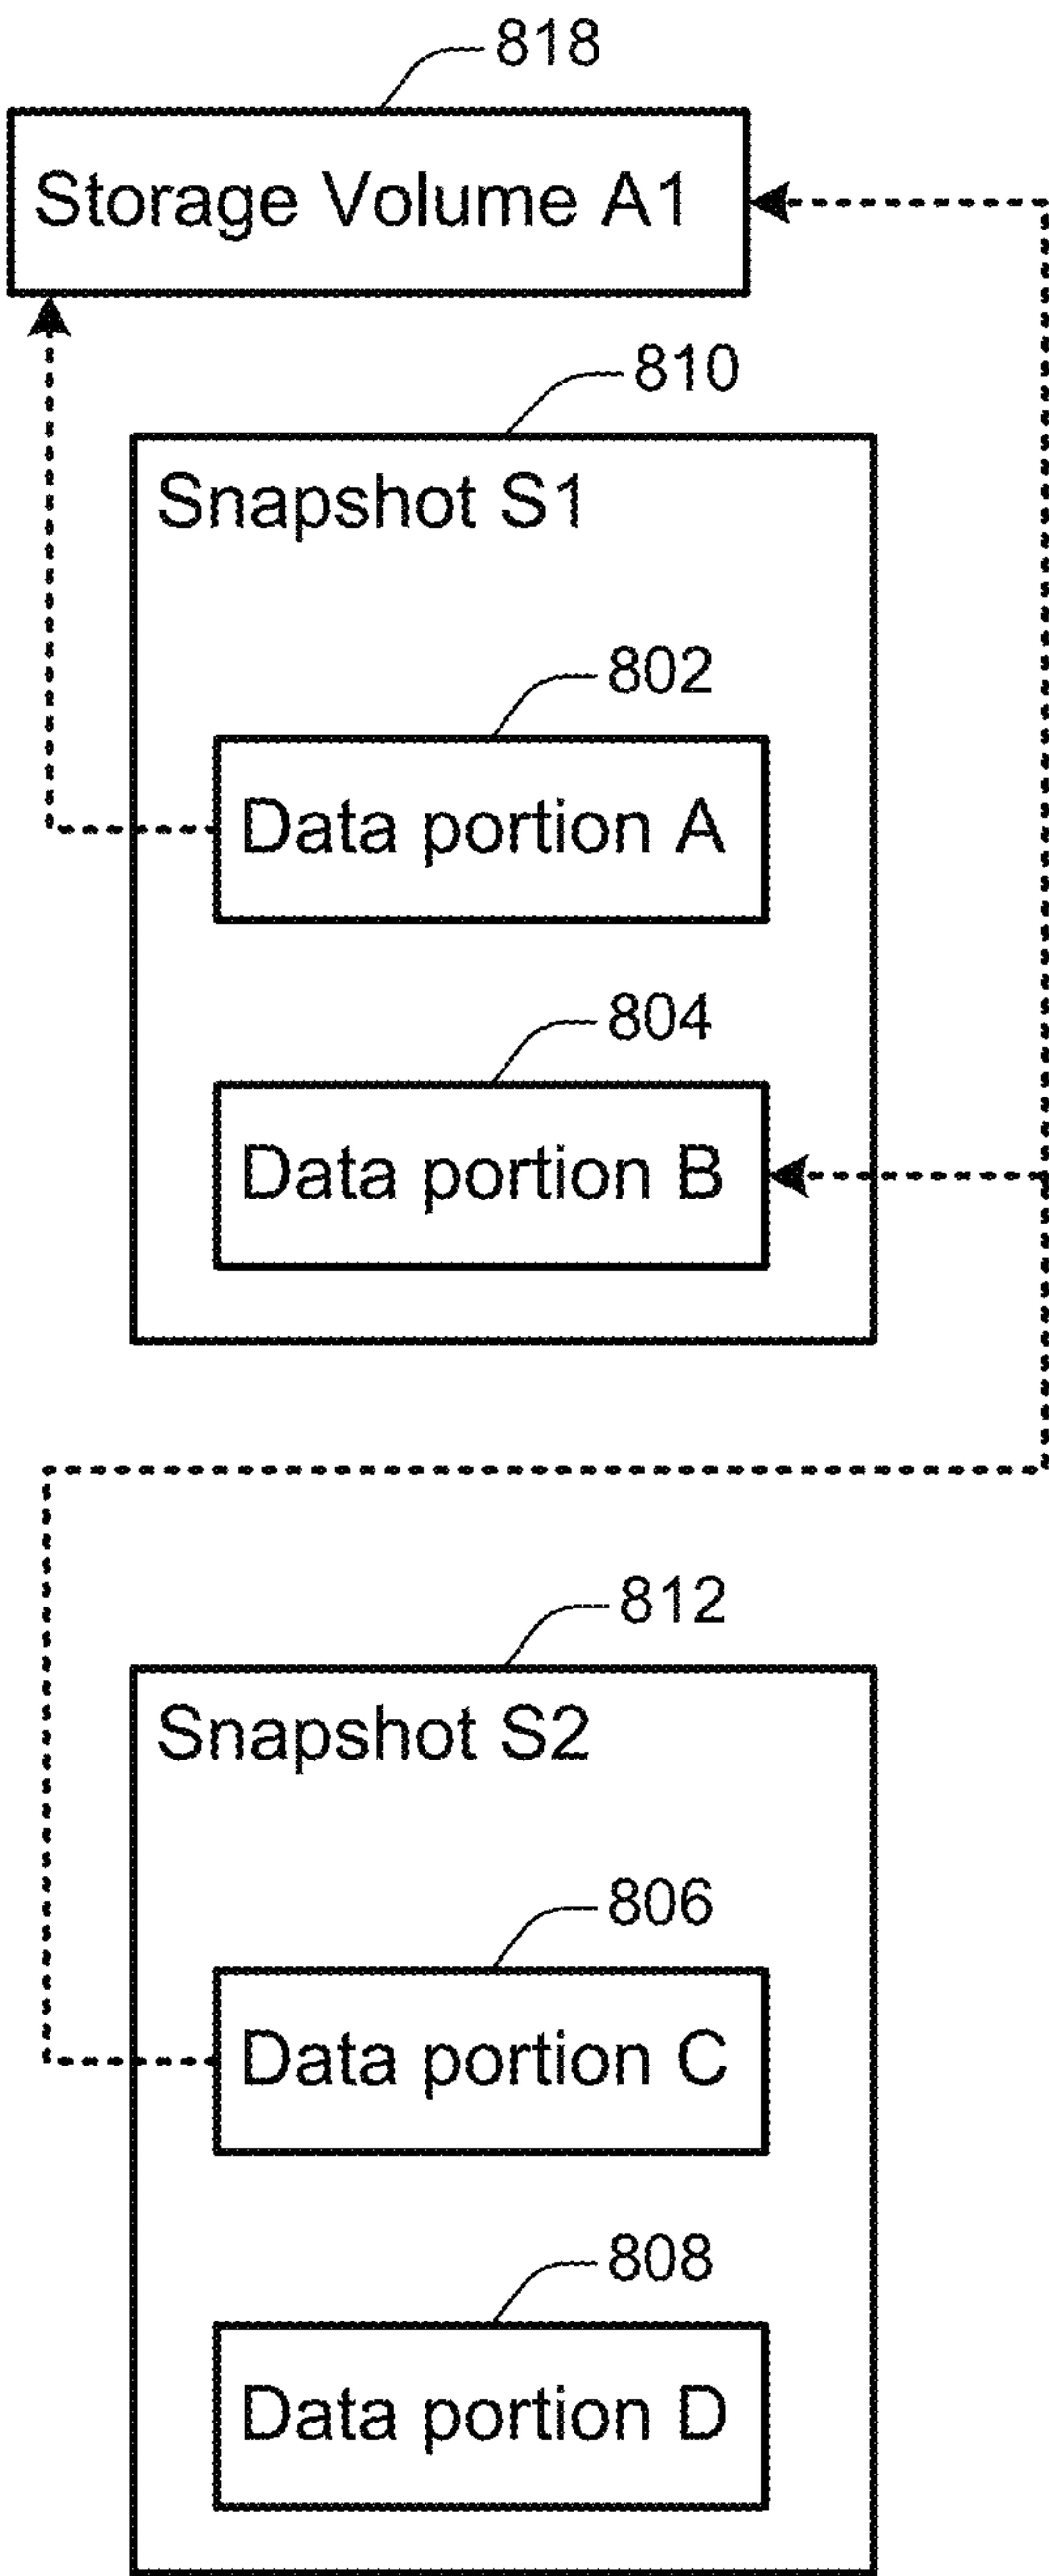 818
Storage Volume A1
810
Snapshot S1
802
Data portion A
804
Data portion B
812
Snapshot S2
806
Data portion C
808
Data portion D